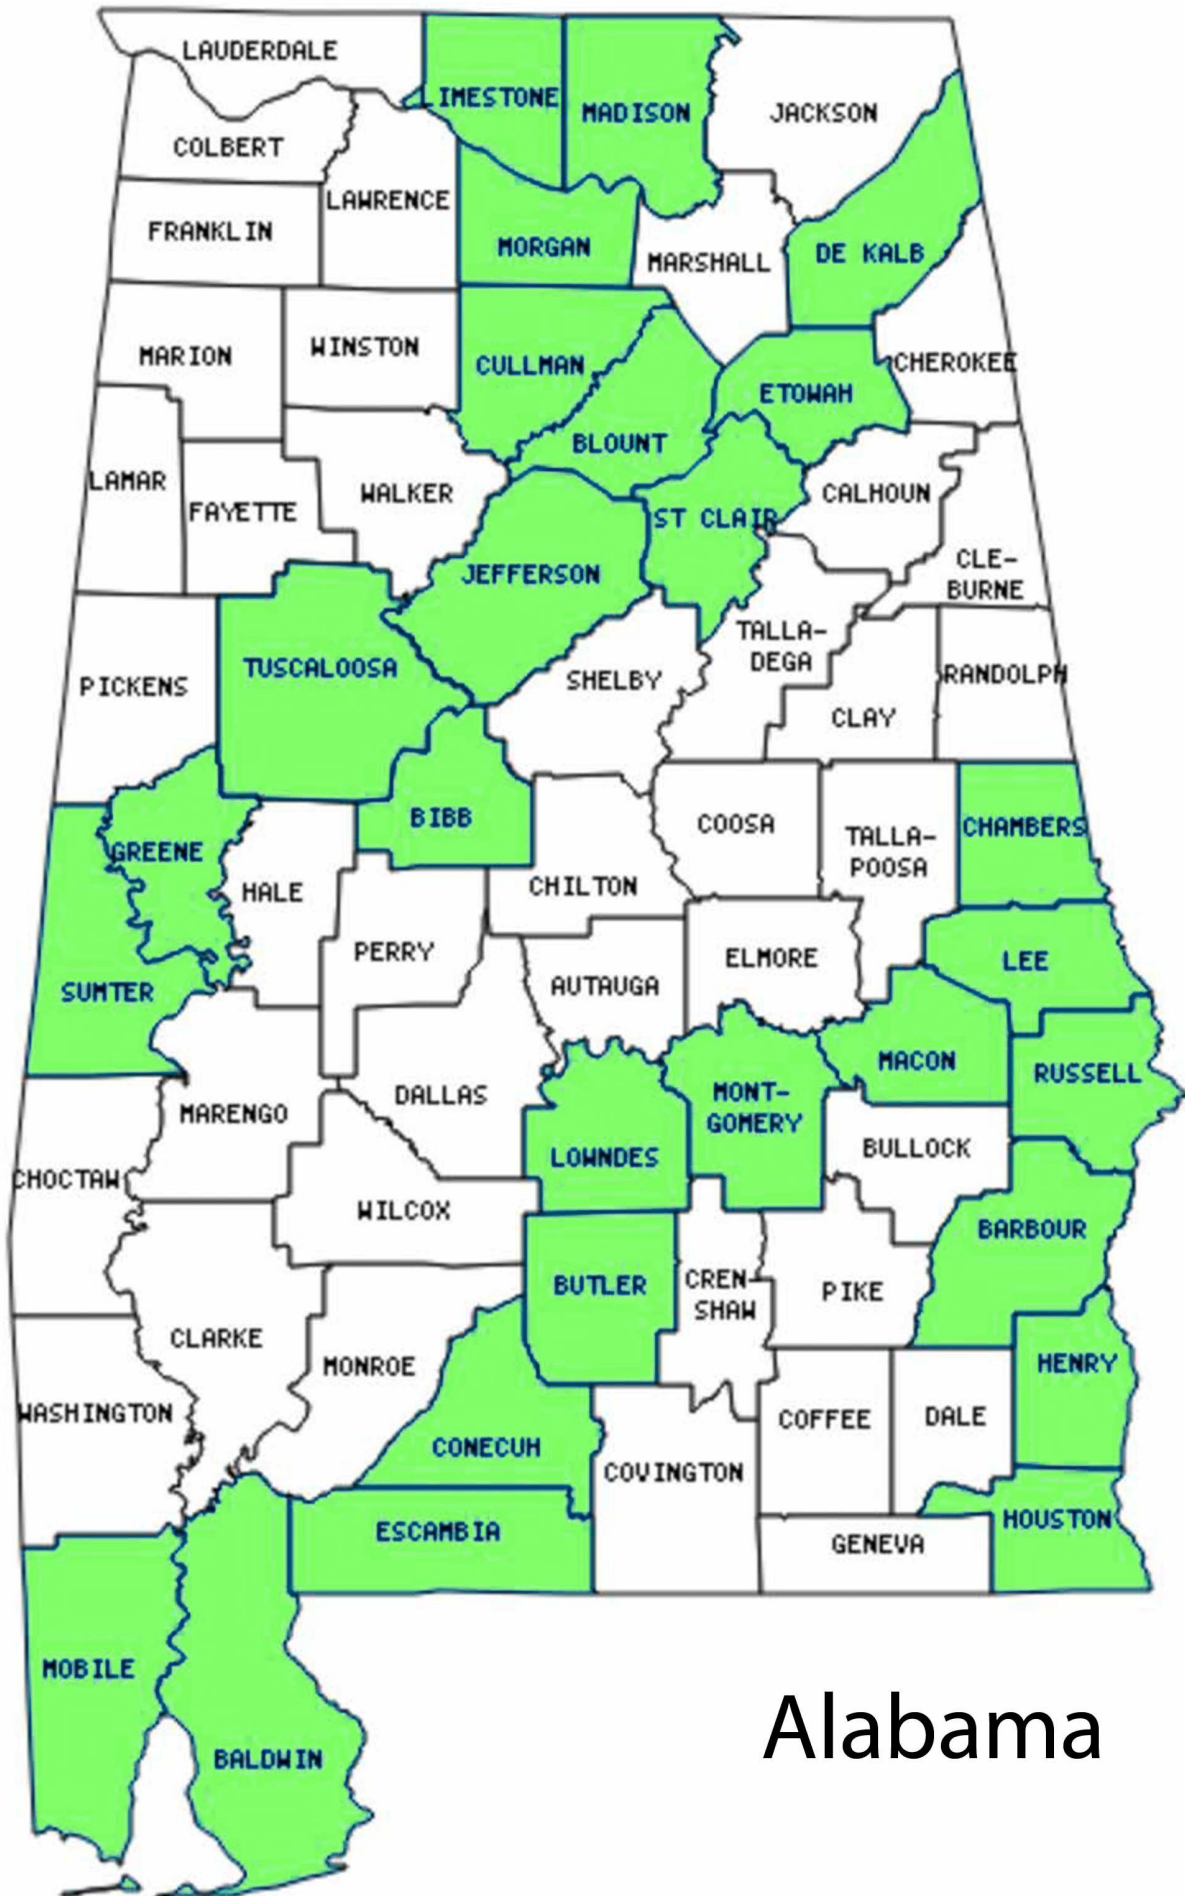 LAUDERDALE
LIMESTONE
MADISON
JACKSON
COLBERT
LAWRENCE
FRANKLIN
MORGAN
MARSHALL
DE KALB
MARION
WINSTON
CULLMAN
CHEROKEE
ETOWAH
BLOUNT
LAMAR
FAYETTE
WALKER
CALHOUN
ST CLAIR
JEFFERSON
CLE-
BURNE
TALLA-
DEGA
TUSCALOOSA
PICKENS
SHELBY
RANDOLPH
CLAY
BIBB
COOSA
CHAMBERS
TALLA-
POOSA
GREENE
HALE
CHILTON
PERRY
ELMORE
LEE
AUTAUGA
SUMTER
MACON
RUSSELL
DALLAS
MONT-
GOMERY
MARENGO
BULLOCK
LOWNDES
CHOCTAW
WILCOX
BARBOUR
BUTLER
CREN-
SHAW
PIKE
CLARKE
MONROE
HENRY
WASHINGTON
COFFEE
DALE
CONECUH
COVINGTON
ESCAMBIA
HOUSTON
GENEVA
MOBILE
BALDWIN
Alabama